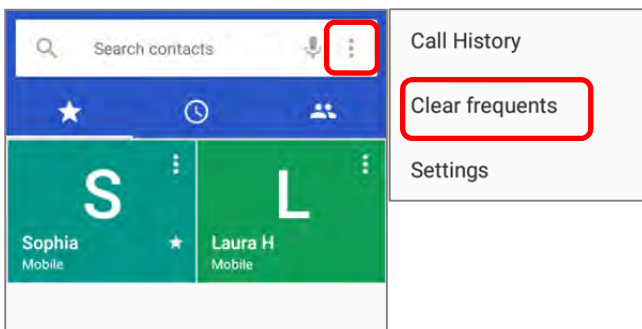 Search contacts
S
L
Sophia
Mobile
Laura H
Mobile
Call History
Clear frequents
Settings